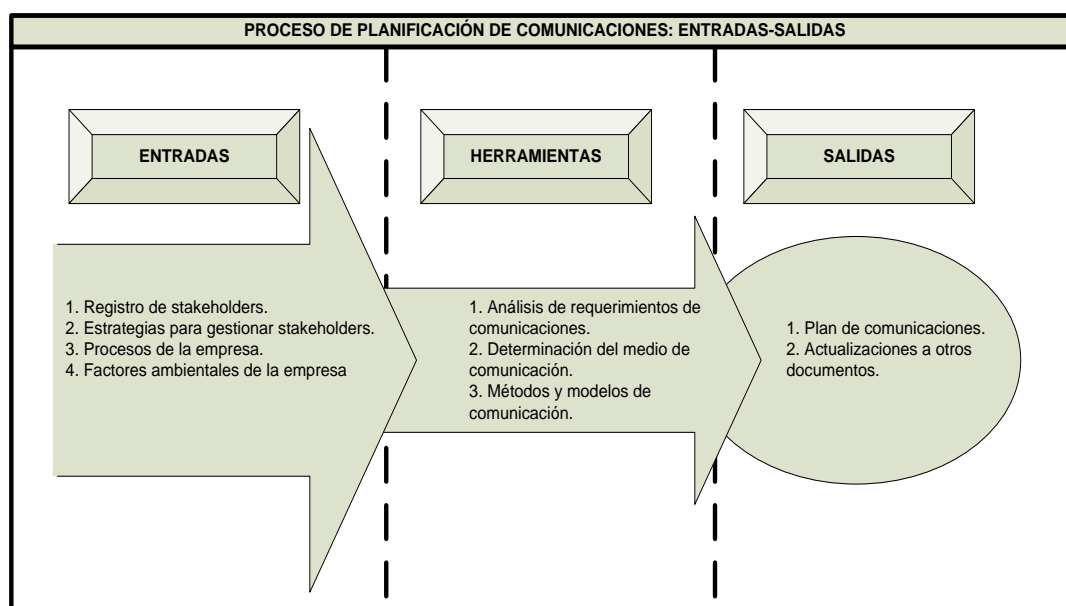 PROCESO DE PLANIFICACIÓN DE COMUNICACIONES: ENTRADAS-SALIDAS
ENTRADAS
HERRAMIENTAS
SALIDAS
1. Registro de stakeholders.
2. Estrategias para gestionar stakeholders.
3. Procesos de la empresa.
4. Factores ambientales de la empresa
1. Análisis de requerimientos de
comunicaciones.
2. Determinación del medio de
comunicación.
3. Métodos y modelos de
comunicación.
1. Plan de comunicaciones.
2. Actualizaciones a otros
documentos.